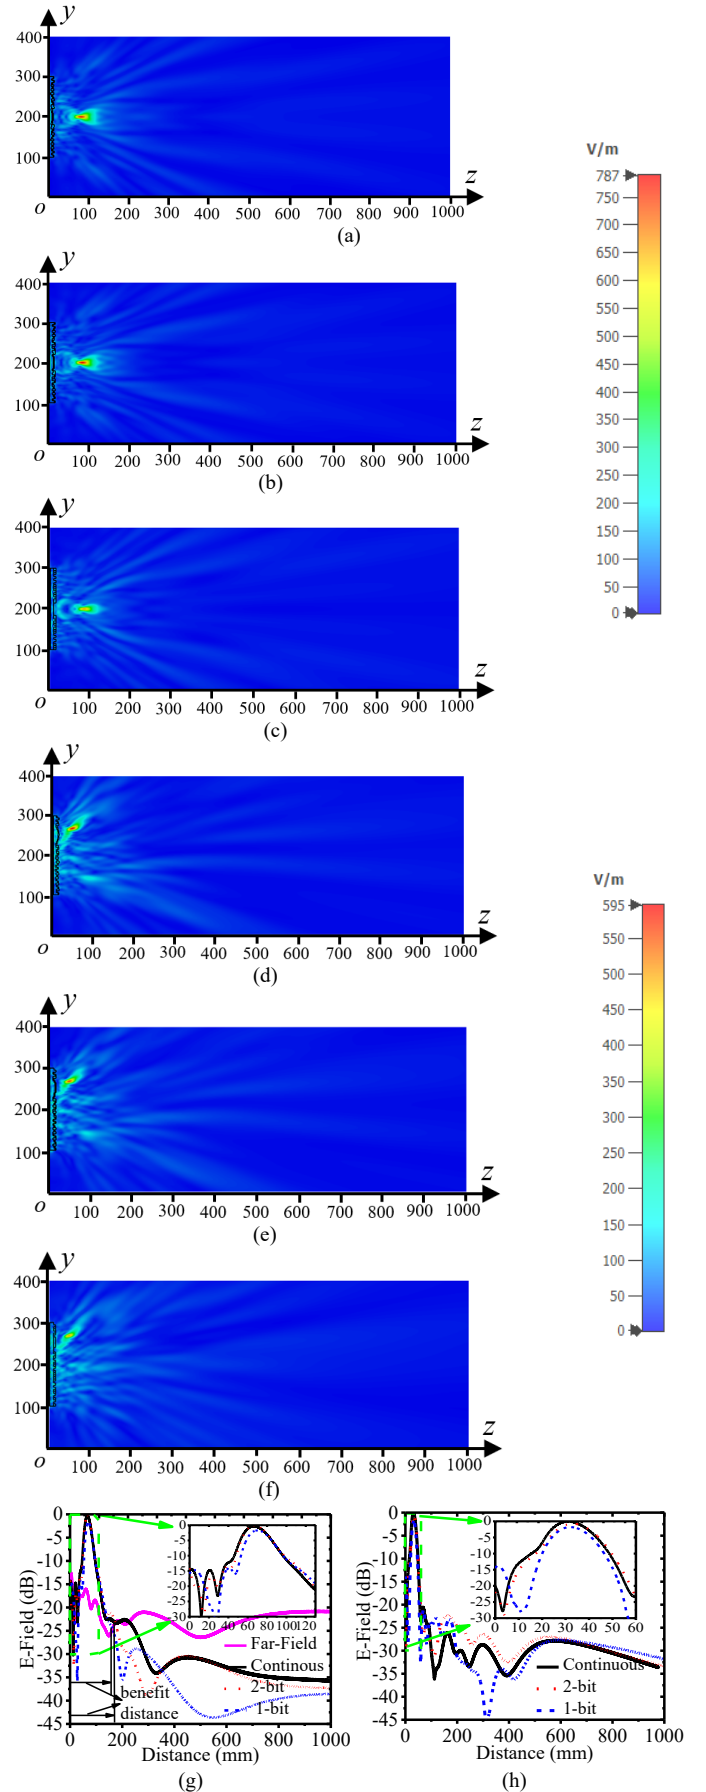 y
400
300
200
100
o
100 200 300 400 500 600 700 800 900 1000
z
(a)
V/m
787
750
700
650
600
550
500
450
400
350
300
250
200
150
100
50
0
y
400
300
200
100
o
100 200 300 400 500 600 700 800 900 1000
z
(b)
y
400
300
200
100
o
100 200 300 400 500 600 700 800 900 1000
z
(c)
y
400
300
200
100
o
100 200 300 400 500 600 700 800 900 1000
z
(d)
V/m
595
550
500
450
400
350
300
250
200
150
100
50
0
y
400
300
200
100
o
100 200 300 400 500 600 700 800 900 1000
z
(e)
y
400
300
200
100
o
100 200 300 400 500 600 700 800 900 1000
z
(f)
E-Field (dB)
0
-5
-10
-15
-20
-25
-30
-35
-40
-45
0
-5
-10
-15
-20
-25
-30
0 20 40 60 80 100120
Far-Field
Continous
2-bit
1-bit
benefit
distance
0 200 400 600 800 1000
Distance (mm)
(g)
E-Field (dB)
0
-5
-10
-15
-20
-25
-30
-35
-40
-45
0
-5
-10
-15
-20
-25
-30
0 10 20 30 40 50 60
Continuous
2-bit
1-bit
0 200 400 600 800 1000
Distance (mm)
(h)